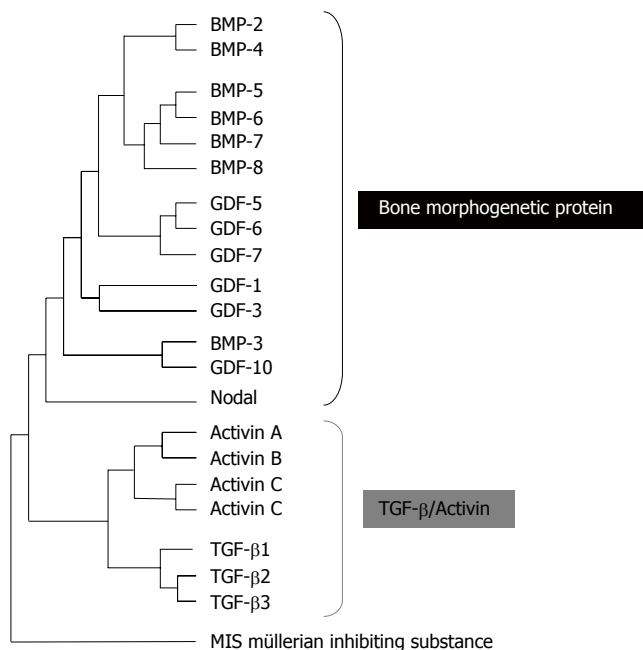 BMP-2
BMP-4
BMP-5
BMP-6
BMP-7
BMP-8
GDF-5
GDF-6
GDF-7
GDF-1
GDF-3
BMP-3
GDF-10
Nodal
Bone morphogenetic protein
Activin A
Activin B
Activin C
Activin C
TGF-β1
TGF-β2
TGF-β3
TGF-β/Activin
MIS müllerian inhibiting substance